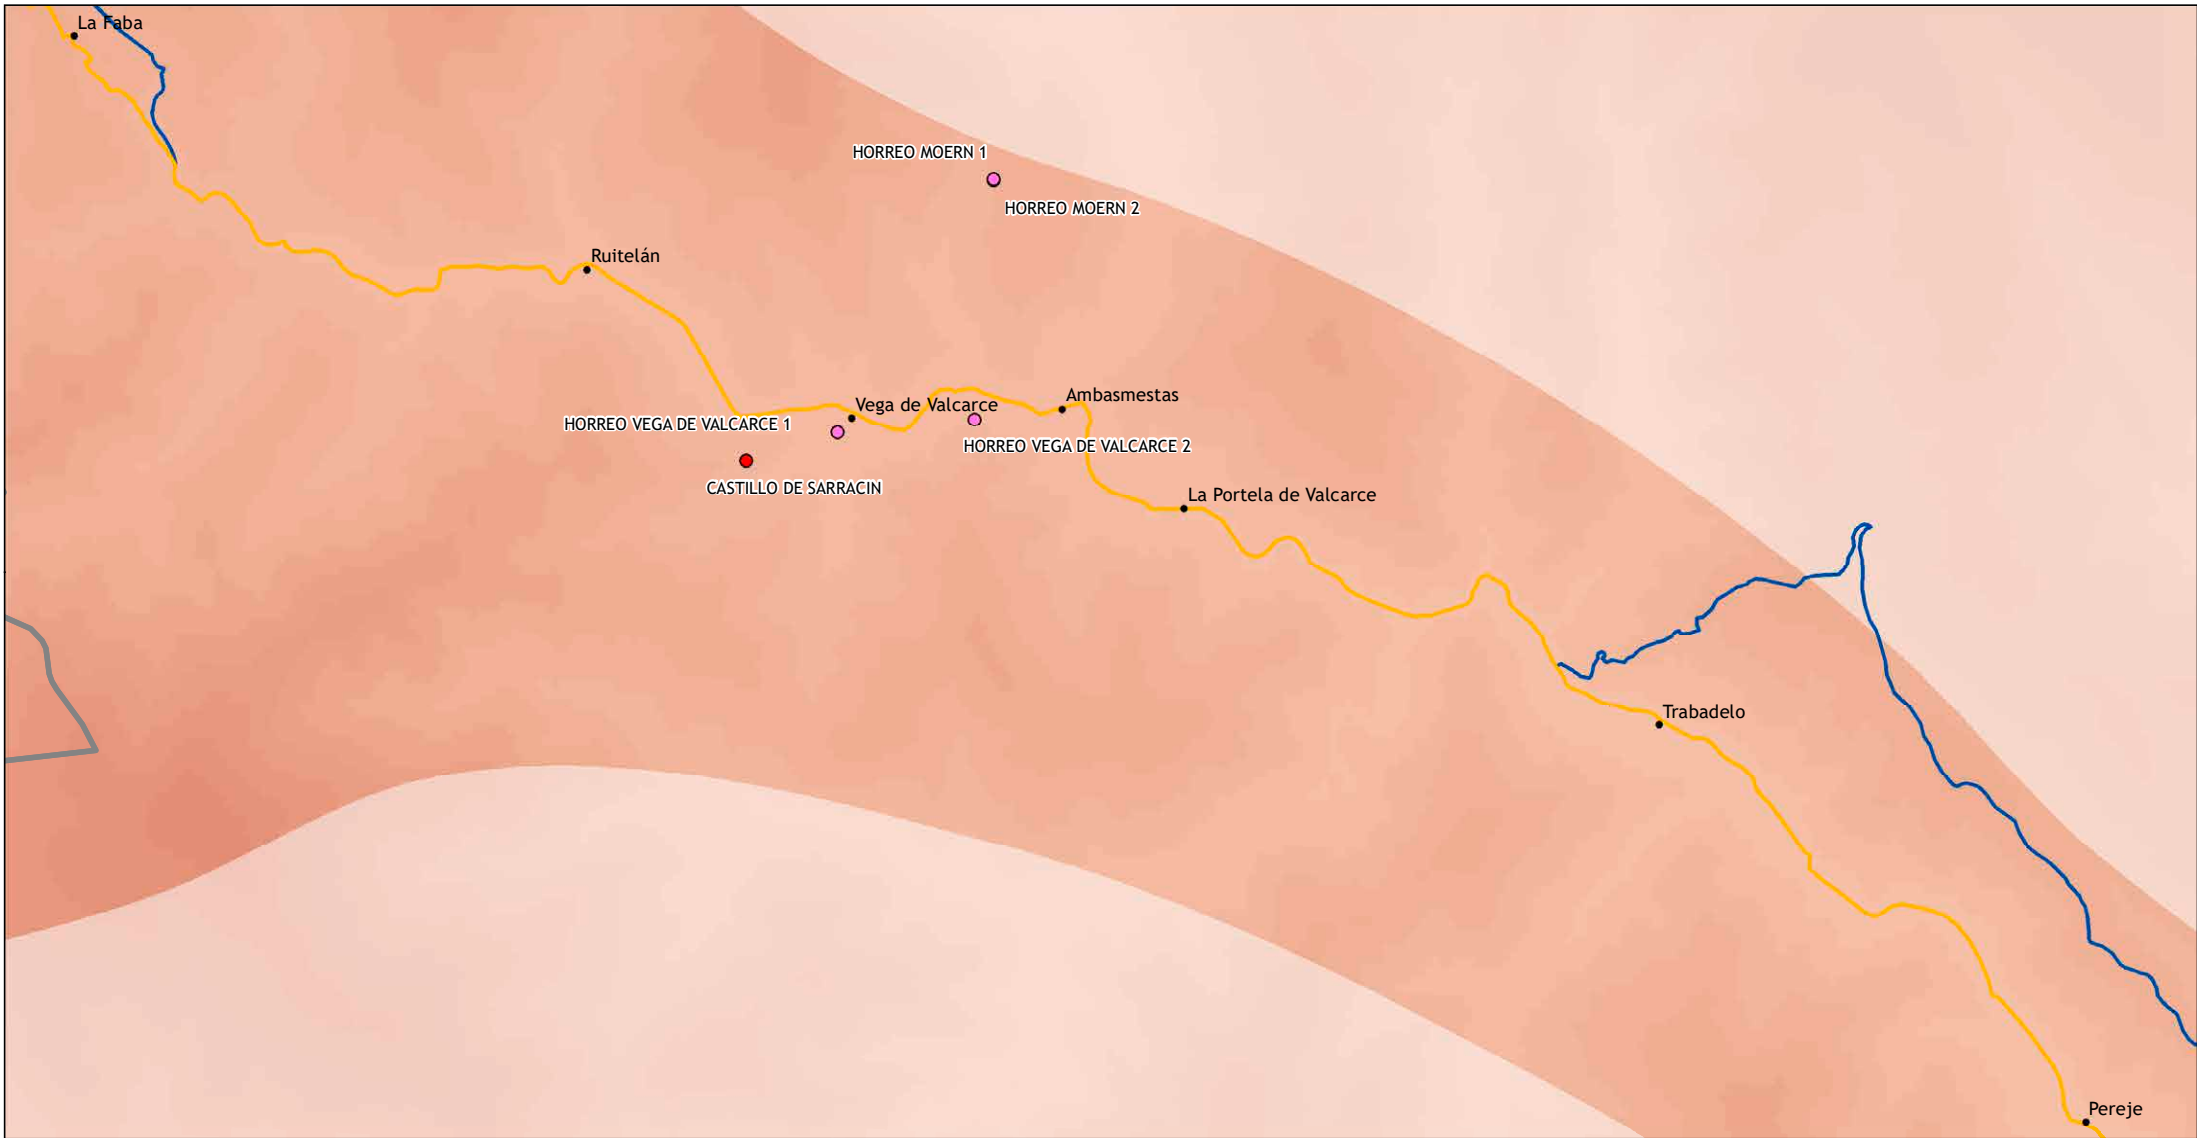 La Faba
HORREO MOERN 1
HORREO MOERN 2
Ruitelán
Ambasmestas
Vega de Valcarce
HORREO VEGA DE VALCARCE 1
HORREO VEGA DE VALCARCE 2
CASTILLO DE SARRACIN
La Portela de Valcarce
Trabadelo
Pereje